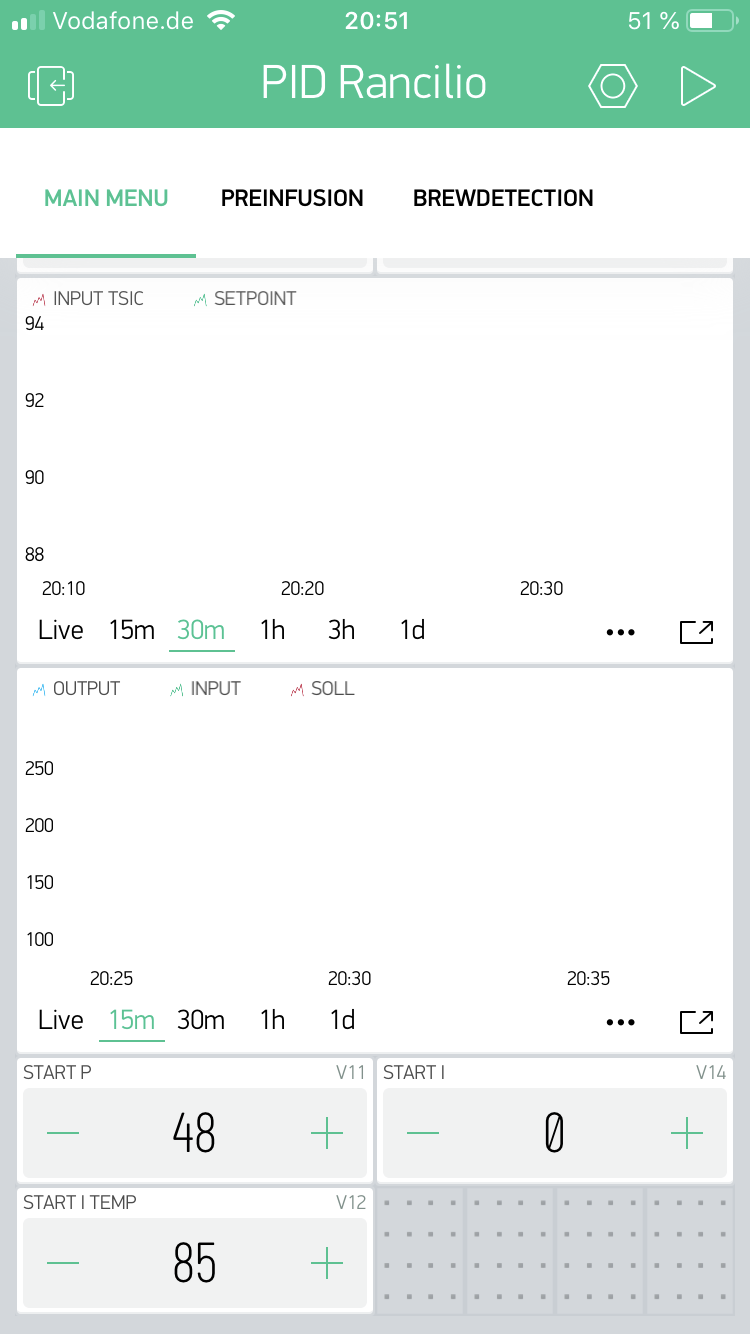 Vodafone.de 20:51 51 %
PID Rancilio
MAIN MENU PREINFUSION BREWDETECTION
INPUT TSIC SETPOINT
94
92
90
88
20:10 20:20 20:30
Live 15m 30m 1h 3h 1d
OUTPUT INPUT SOLL
250
200
150
100
20:25 20:30 20:35
Live 15m 30m 1h 1d
START P V11 START I V14
48 0
START I TEMP V12
85